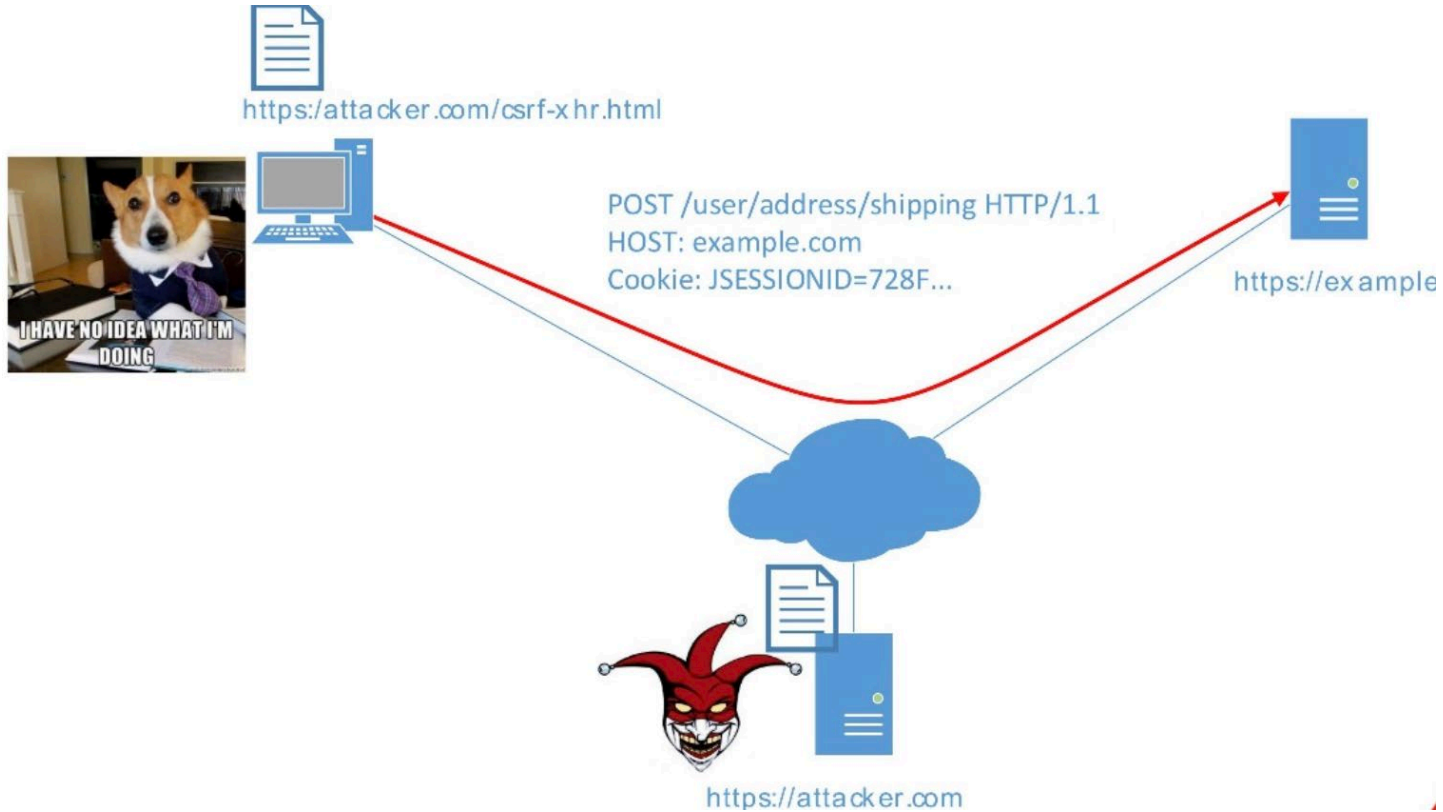 https:/attacker.com/csrf-xhr.html
POST /user/address/shipping HTTP/1.1
HOST: example.com
Cookie: JSESSIONID=728F...
https://example
I HAVE NO IDEA WHAT I'M
DOING
https://attacker.com